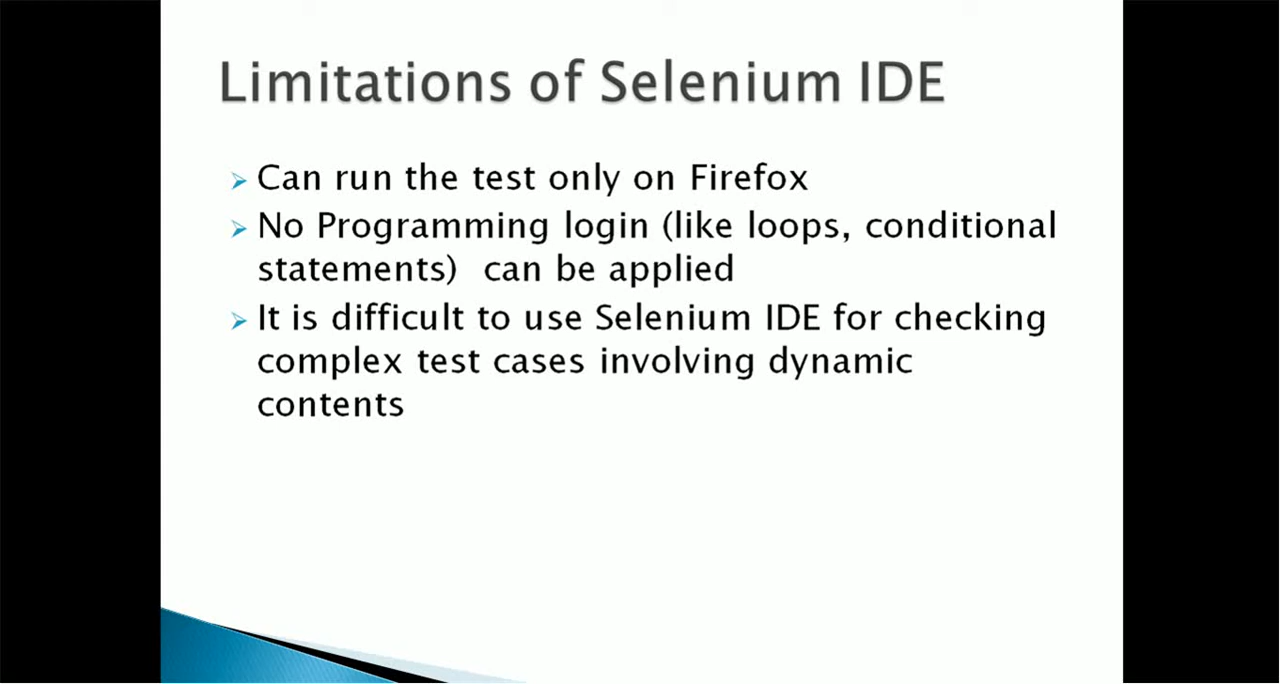 Limitations of Selenium IDE
Can run the test only on Firefox
No Programming login (like loops, conditional
statements) can be applied
It is difficult to use Selenium IDE for checking
complex test cases involving dynamic
contents